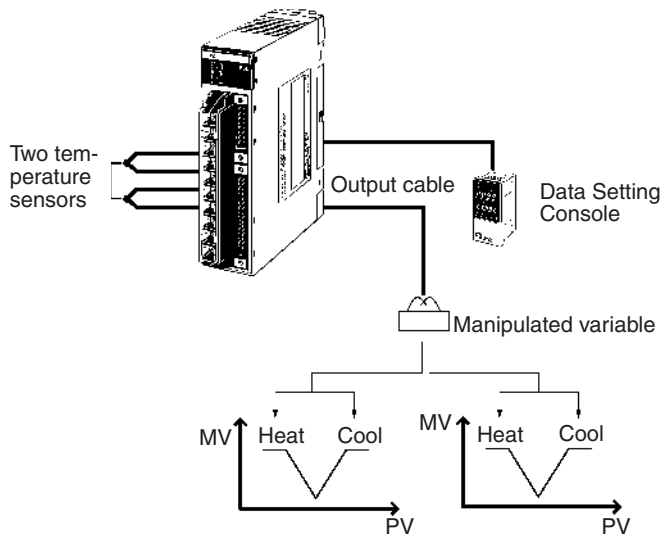 Two tem-
perature
sensors
Output cable
Data Setting
Console
Manipulated variable
MV
Heat
Cool
PV
MV
Heat
Cool
PV